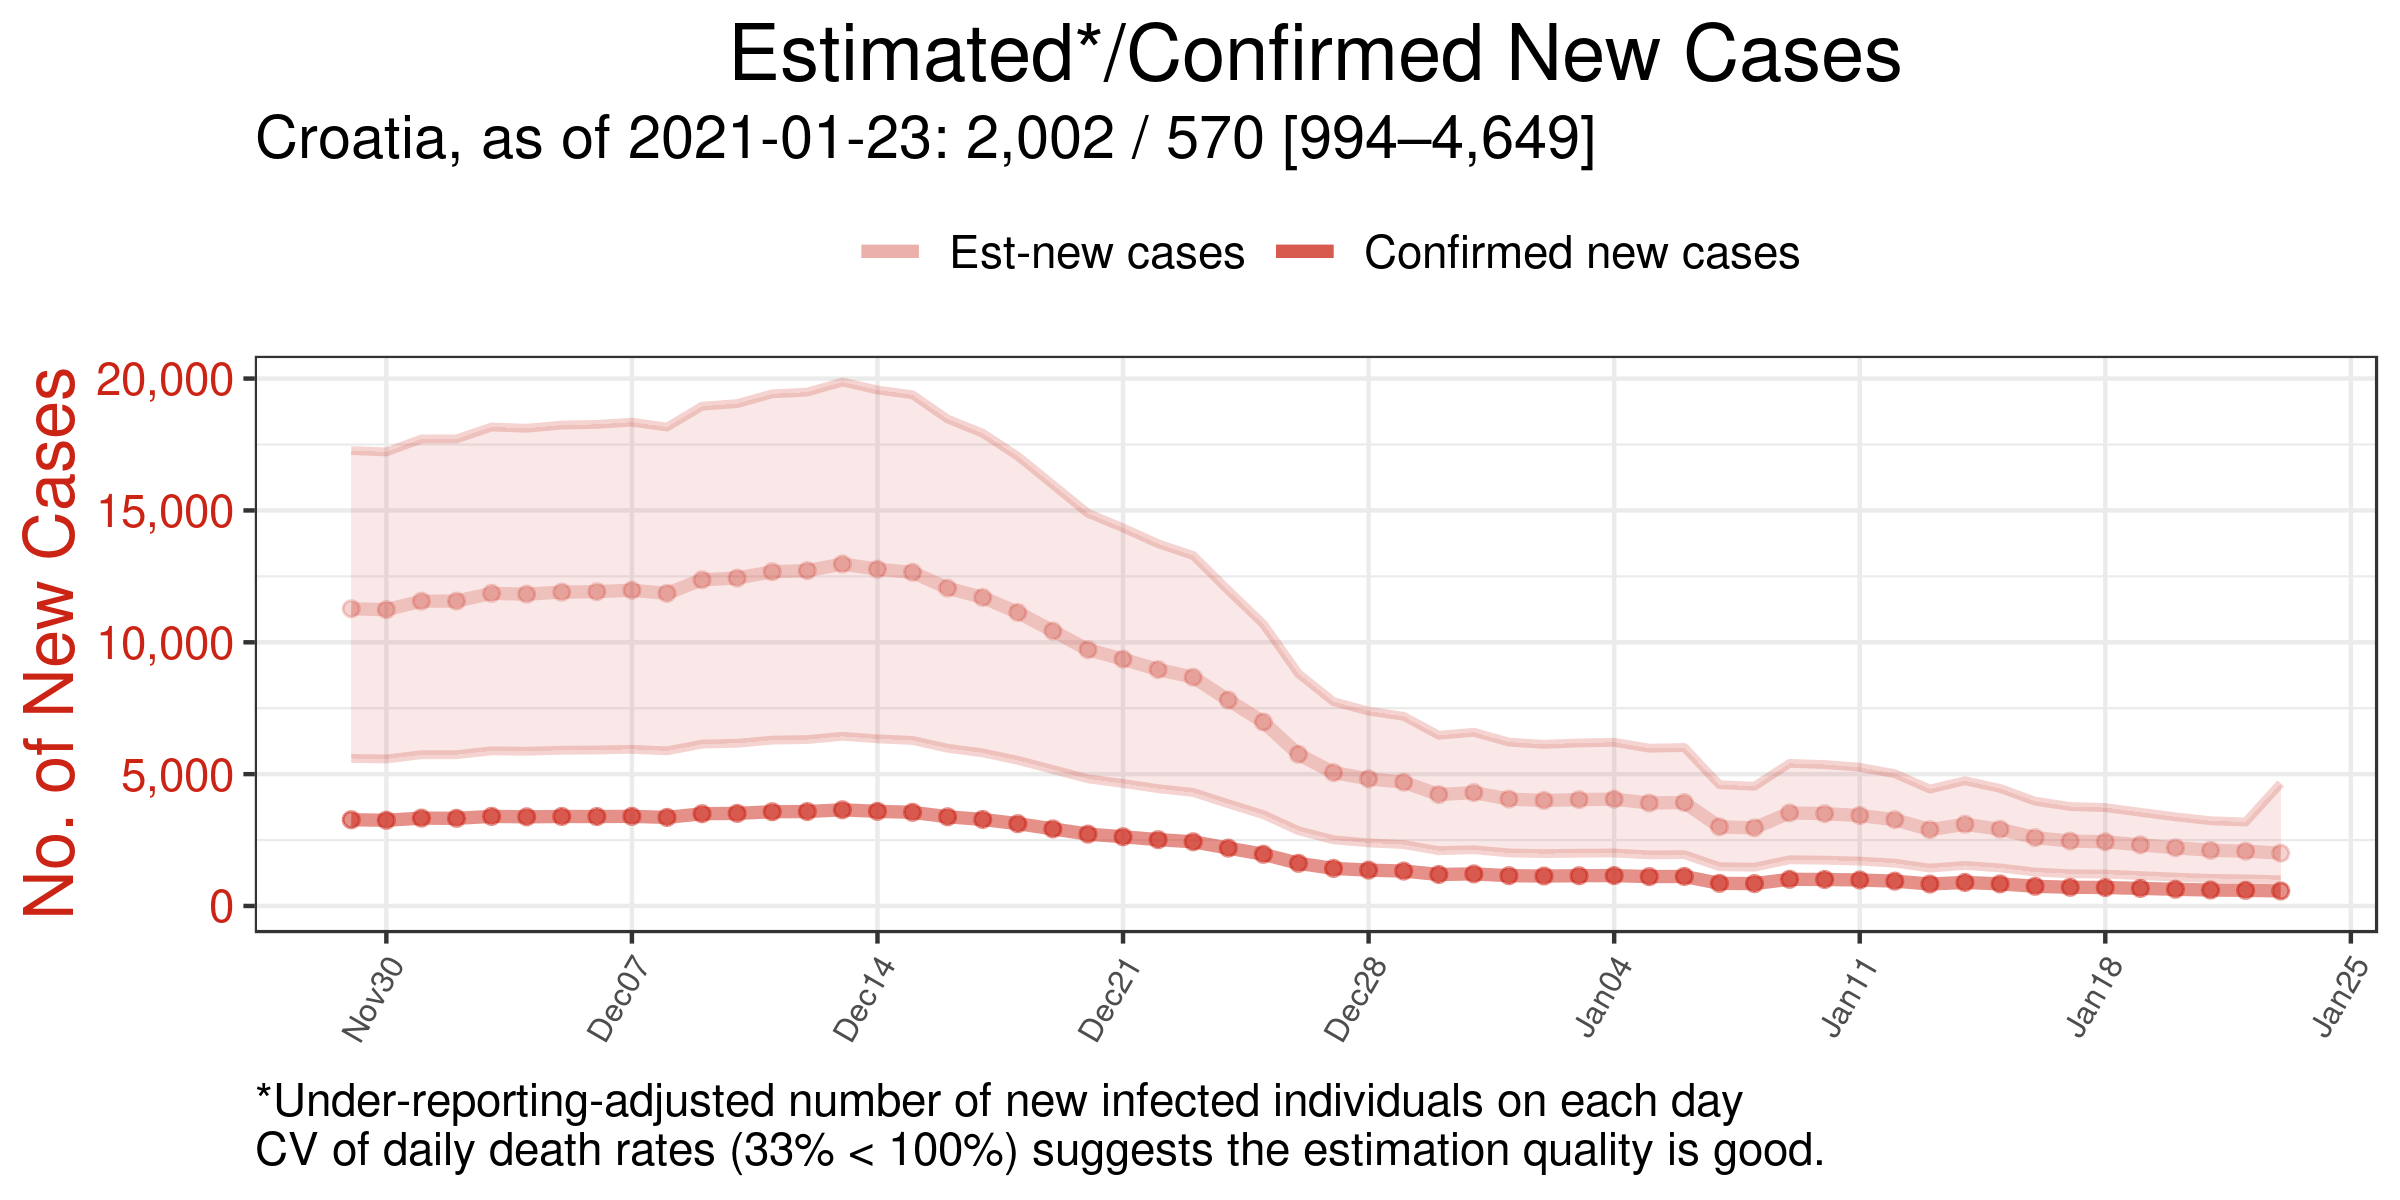 Estimated*/Confirmed New Cases
Croatia, as of 2021-01-23: 2,002 / 570 [994–4,649]
Est-new cases
Confirmed new cases
No. of New Cases
20,000
15,000
10,000
5,000
0
Nov30
Dec07
Dec14
Dec21
Dec28
Jan04
Jan11
Jan18
Jan25
*Under-reporting-adjusted number of new infected individuals on each day
CV of daily death rates (33% < 100%) suggests the estimation quality is good.